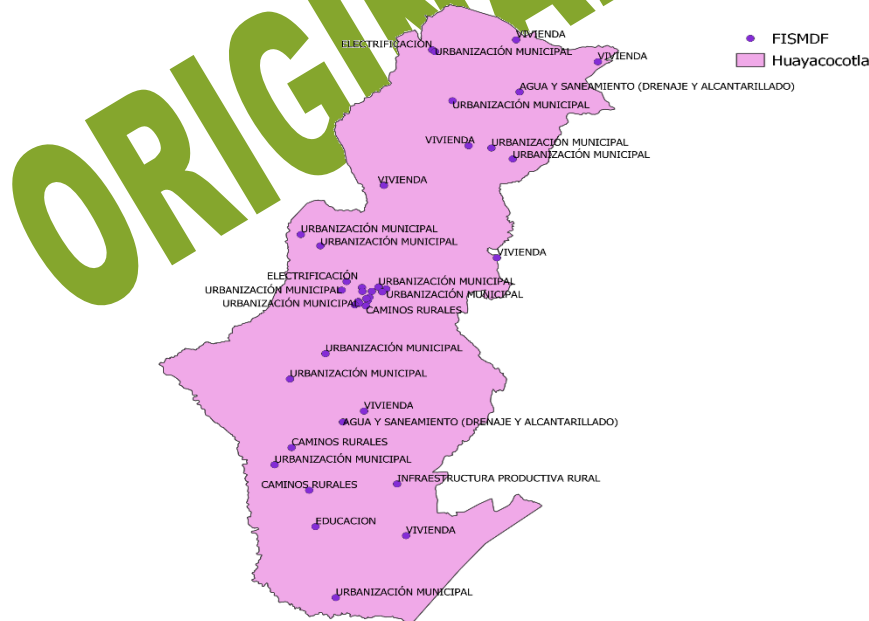 ORIGINA
VIVIENDA
FISMDF
ELECTRIFICACIÓN
URBANIZACIÓN MUNICIPAL
VIVIENDA
Huayacocotla
AGUA Y SANEAMIENTO (DRENAJE Y ALCANTARILLADO)
URBANIZACIÓN MUNICIPAL
VIVIENDA
URBANIZACIÓN MUNICIPAL
URBANIZACIÓN MUNICIPAL
VIVIENDA
URBANIZACIÓN MUNICIPAL
URBANIZACIÓN MUNICIPAL
VIVIENDA
ELECTRIFICACIÓN
URBANIZACIÓN MUNICIPAL
URBANIZACIÓN MUNICIPAL
URBANIZACIÓN MUNICIPAL
URBANIZACIÓN MUNICIPAL
CAMINOS RURALES
URBANIZACIÓN MUNICIPAL
URBANIZACIÓN MUNICIPAL
VIVIENDA
AGUA Y SANEAMIENTO (DRENAJE Y ALCANTARILLADO)
CAMINOS RURALES
URBANIZACIÓN MUNICIPAL
CAMINOS RURALES
INFRAESTRUCTURA PRODUCTIVA RURAL
EDUCACION
VIVIENDA
URBANIZACIÓN MUNICIPAL